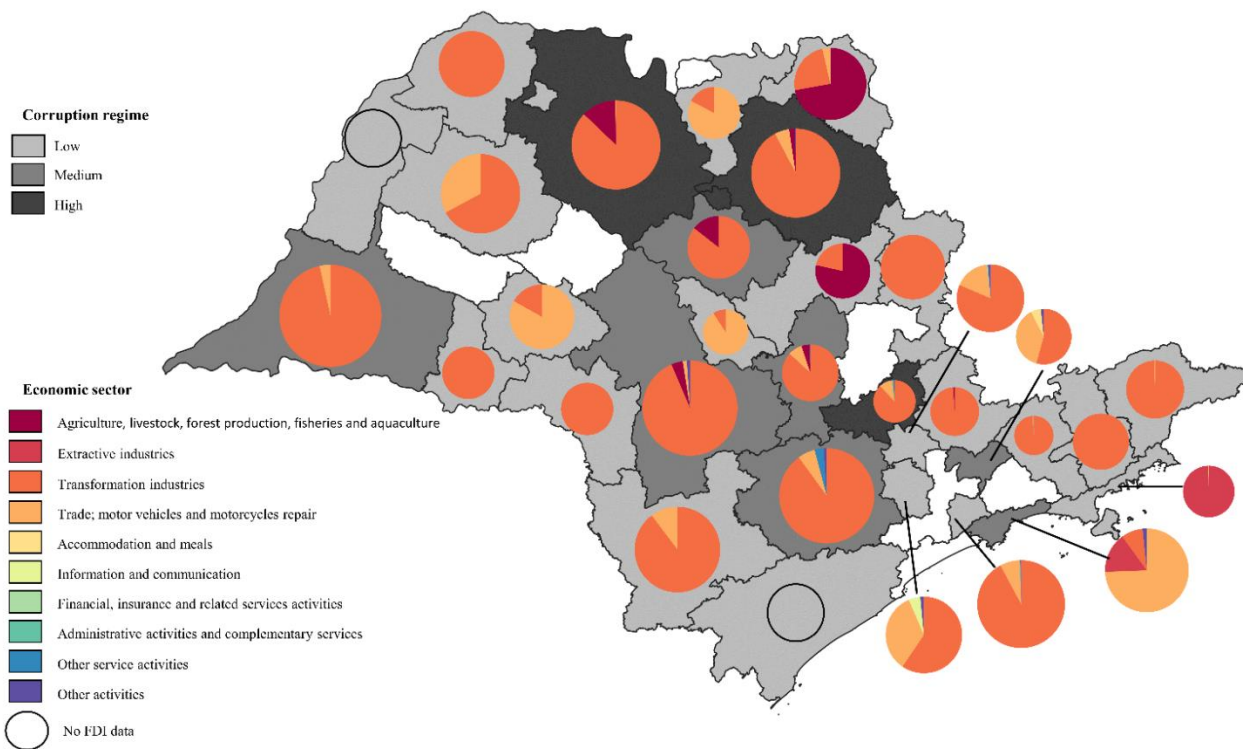 Corruption regime
Low
Medium
High
Economic sector
Agriculture, livestock, forest production, fisheries and aquaculture
Extractive industries
Transformation industries
Trade; motor vehicles and motorcycles repair
Accommodation and meals
Information and communication
Financial, insurance and related services activities
Administrative activities and complementary services
Other service activities
Other activities
No FDI data